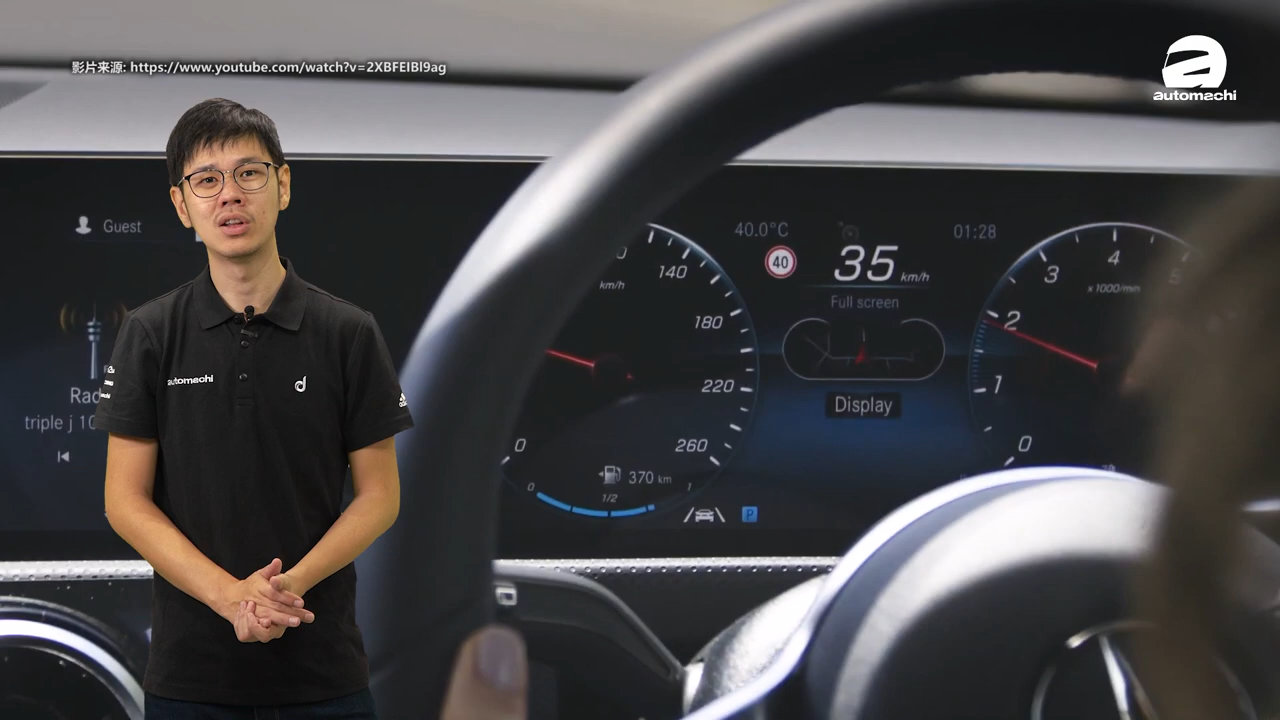 影片来源: https://www.youtube.com/watch?v=2XBFEIBl9ag
automachi
Guest
40.0°C
01:28
40
35 km/h
Full screen
Display
km/h
140
180
220
260
0
370 km
0
1/2
1
P
4
3
x1000/min
2
1
0
Rad
triple j 10
automachi
d